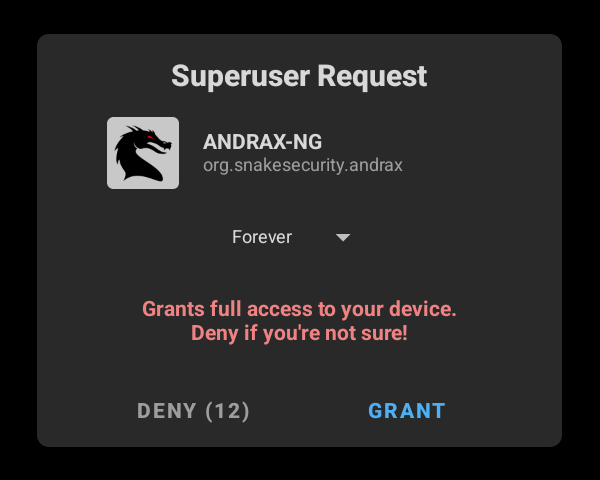 Superuser Request
ANDRAX-NG
org.snakesecurity.andrax
Forever
Grants full access to your device.
Deny if you're not sure!
DENY (12)
GRANT